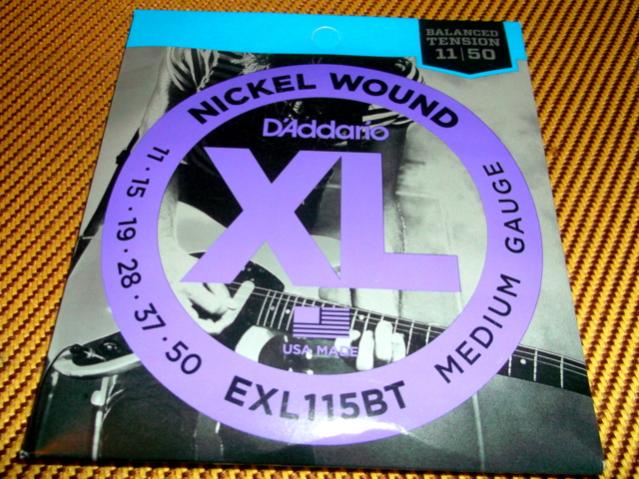 BALANCED
TENSION
11|50
NICKEL WOUND
D'Addario
XL
11 · 15 · 19 · 28 · 37 · 50
MEDIUM GAUGE
USA MADE
EXL115BT